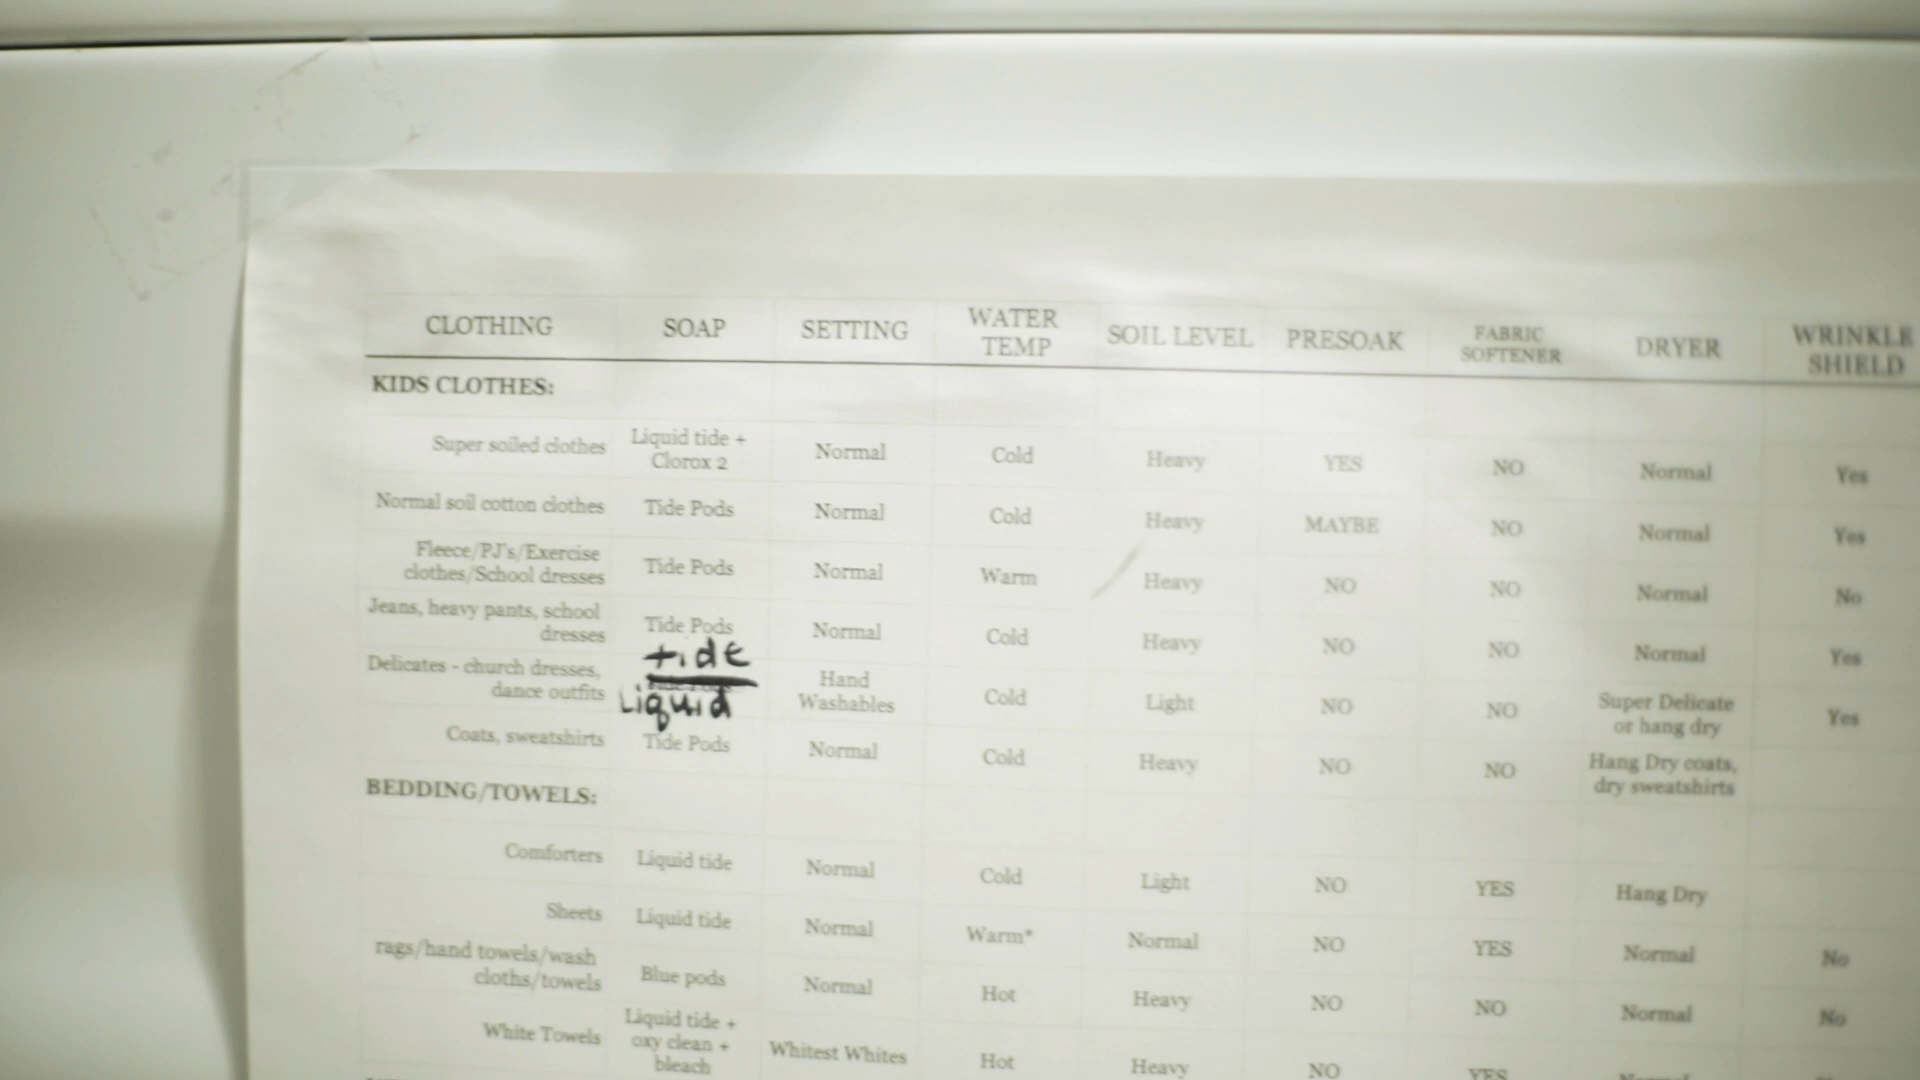 CLOTHING SOAP SETTING WATER TEMP SOIL LEVEL PRESOAK FABRIC SOFTENER DRYER WRINKLE SHIELD
KIDS CLOTHES:
Super soiled clothes Liquid tide + Clorox 2 Normal Cold Heavy YES NO Normal Yes
Normal soil cotton clothes Tide Pods Normal Cold Heavy MAYBE NO Normal Yes
Fleece/PJ's/Exercise clothes/School dresses Tide Pods Normal Warm Heavy NO NO Normal No
Jeans, heavy pants, school dresses Tide Pods Normal Cold Heavy NO NO Normal Yes
Delicates - church dresses, dance outfits tide Liquid Hand Washables Cold Light NO NO Super Delicate or hang dry Yes
Coats, sweatshirts Tide Pods Normal Cold Heavy NO NO Hang Dry coats, dry sweatshirts
BEDDING/TOWELS:
Comforters Liquid tide Normal Cold Light NO YES Hang Dry
Sheets Liquid tide Normal Warm* Normal NO YES Normal No
rags/hand towels/wash cloths/towels Blue pods Normal Hot Heavy NO NO Normal No
White Towels Liquid tide + oxy clean + bleach Whitest Whites Hot Heavy NO YES